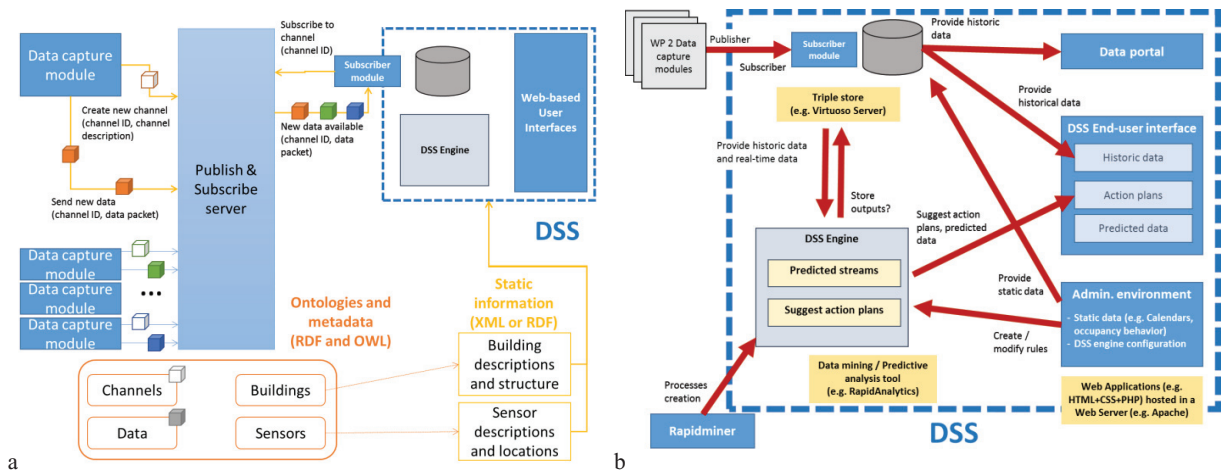 Data capture
module
Create new channel
(channel ID, channel
description)
Send new data
(channel ID, data packet)
Publish &
Subscribe
server
Subscribe to
channel
(channel ID)
Subscriber
module
New data available
(channel ID, data
packet)
DSS Engine
Web-based
User
Interfaces
DSS
Data capture
module
Data capture
module
Data capture
module
...
Ontologies and
metadata
(RDF and OWL)
Static
information
(XML or RDF)
Channels
Buildings
Data
Sensors
Building
descriptions
and structure
Sensor
descriptions
and locations
a
WP 2 Data
capture
modules
Publisher
Subscriber
Subscriber
module
Provide historic
data
Data portal
Triple store
(e.g. Virtuoso Server)
Provide
historical data
DSS End-user interface
Historic data
Action plans
Predicted data
Provide historic data
and real-time data
Store
outputs?
Suggest action
plans, predicted
data
DSS Engine
Predicted streams
Suggest action plans
Provide
static data
Admin. environment
- Static data (e.g. Calendars,
occupancy behavior)
- DSS engine configuration
Create /
modify rules
Data mining / Predictive
analysis tool
(e.g. RapidAnalytics)
Web Applications (e.g.
HTML+CSS+PHP) hosted in
a Web Server (e.g. Apache)
Processes
creation
Rapidminer
DSS
b